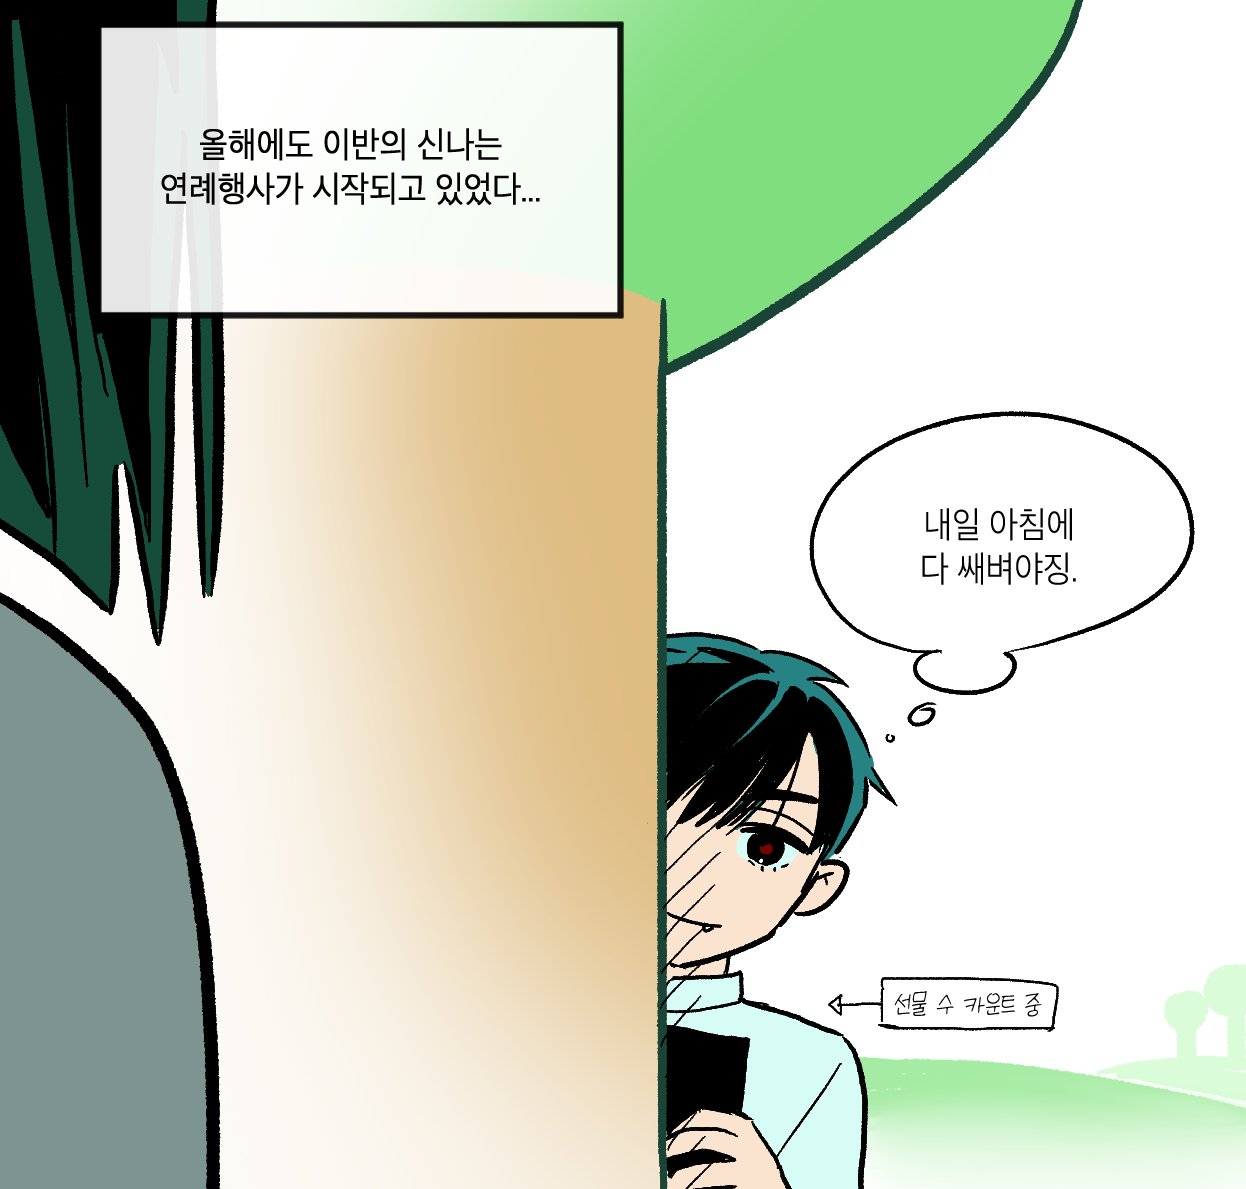 올해에도 이반의 신나는
연례행사가 시작되고 있었다...
내일 아침에
다 쌔벼야징.
선물 수 카운트 중